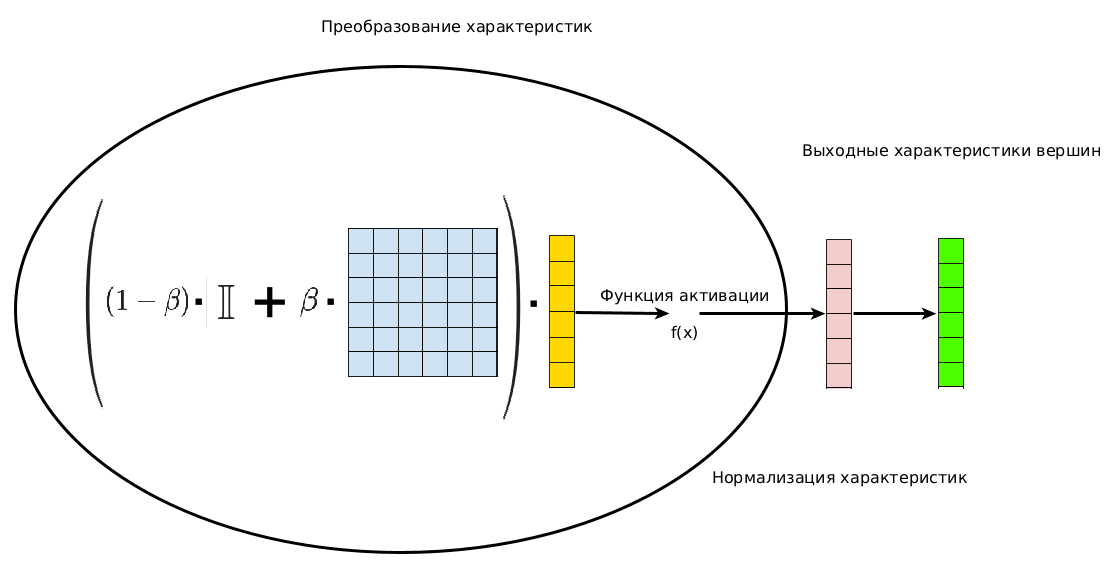 Преобразование характеристик
Выходные характеристики вершин
(1 − β)· 𝕀 + β·
·
Функция активации
f(x)
Нормализация характеристик